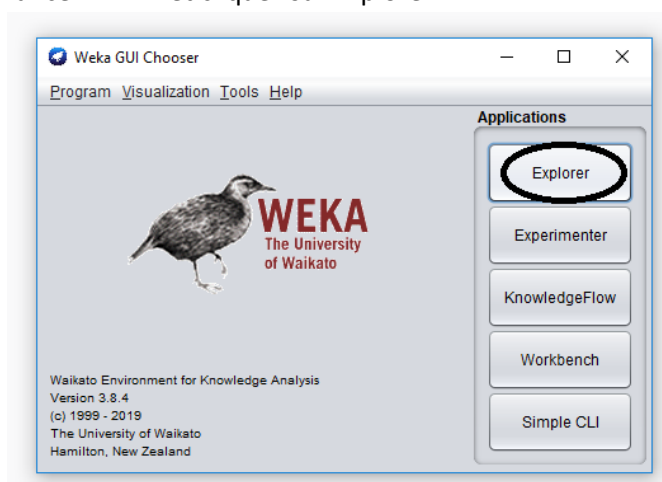 Weka GUI Chooser
Program Visualization Tools Help
Applications
Explorer
Experimenter
KnowledgeFlow
Workbench
Simple CLI
WEKA
The University
of Waikato
Waikato Environment for Knowledge Analysis
Version 3.8.4
(c) 1999 - 2019
The University of Waikato
Hamilton, New Zealand